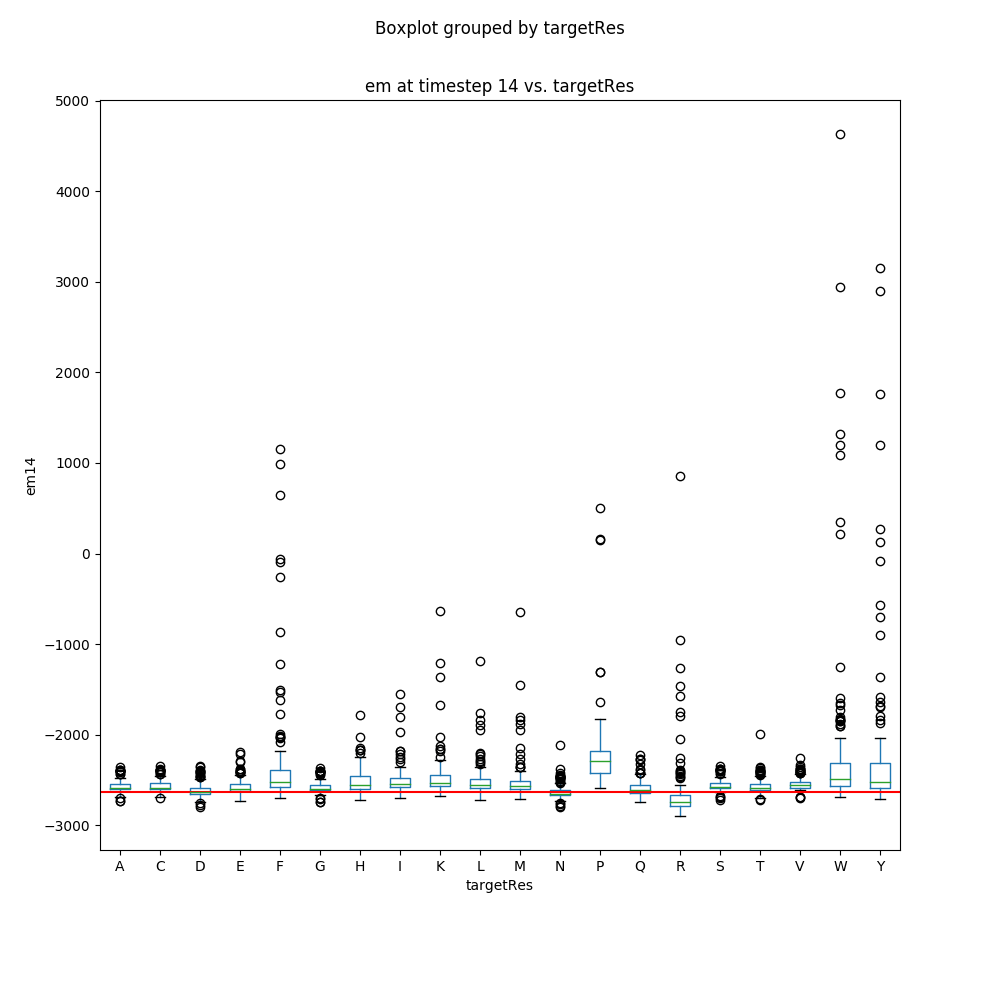 Boxplot grouped by targetRes
em at timestep 14 vs. targetRes
5000
4000
3000
2000
1000
0
−1000
−2000
−3000
em14
A C D E F G H I K L M N P Q R S T V W Y
targetRes